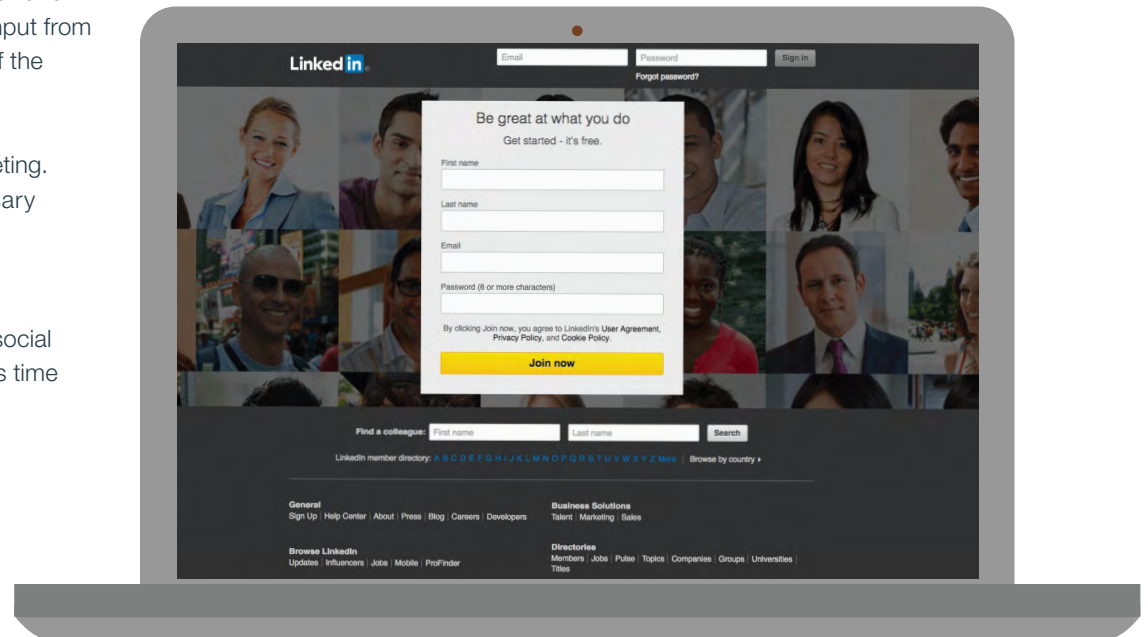 nput from
f the
eting.
sary
social
s time
Linked in
Email
Password
Sign in
Forgot password?
Be great at what you do
Get started - it's free.
First name
Last name
Email
Password (6 or more characters)
By clicking Join now, you agree to LinkedIn's User Agreement,
Privacy Policy, and Cookie Policy.
Join now
Find a colleague: First name Last name Search
LinkedIn member directory: A B C D E F G H I J K L M N O P Q R S T U V W X Y Z More | Browse by country
General
Sign Up | Help Center | About | Press | Blog | Careers | Developers
Business Solutions
Talent | Marketing | Sales
Browse LinkedIn
Updates | Influencers | Jobs | Mobile | ProFinder
Directories
Members | Jobs | Pulse | Topics | Companies | Groups | Universities |
Titles